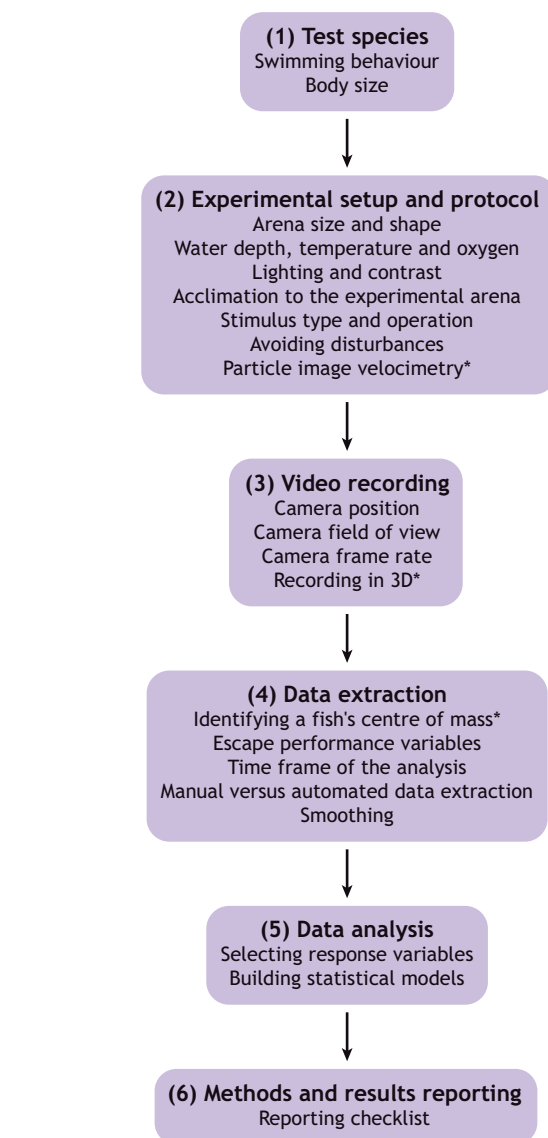 (1) Test species
Swimming behaviour
Body size
(2) Experimental setup and protocol
Arena size and shape
Water depth, temperature and oxygen
Lighting and contrast
Acclimation to the experimental arena
Stimulus type and operation
Avoiding disturbances
Particle image velocimetry*
(3) Video recording
Camera position
Camera field of view
Camera frame rate
Recording in 3D*
(4) Data extraction
Identifying a fish's centre of mass*
Escape performance variables
Time frame of the analysis
Manual versus automated data extraction
Smoothing
(5) Data analysis
Selecting response variables
Building statistical models
(6) Methods and results reporting
Reporting checklist